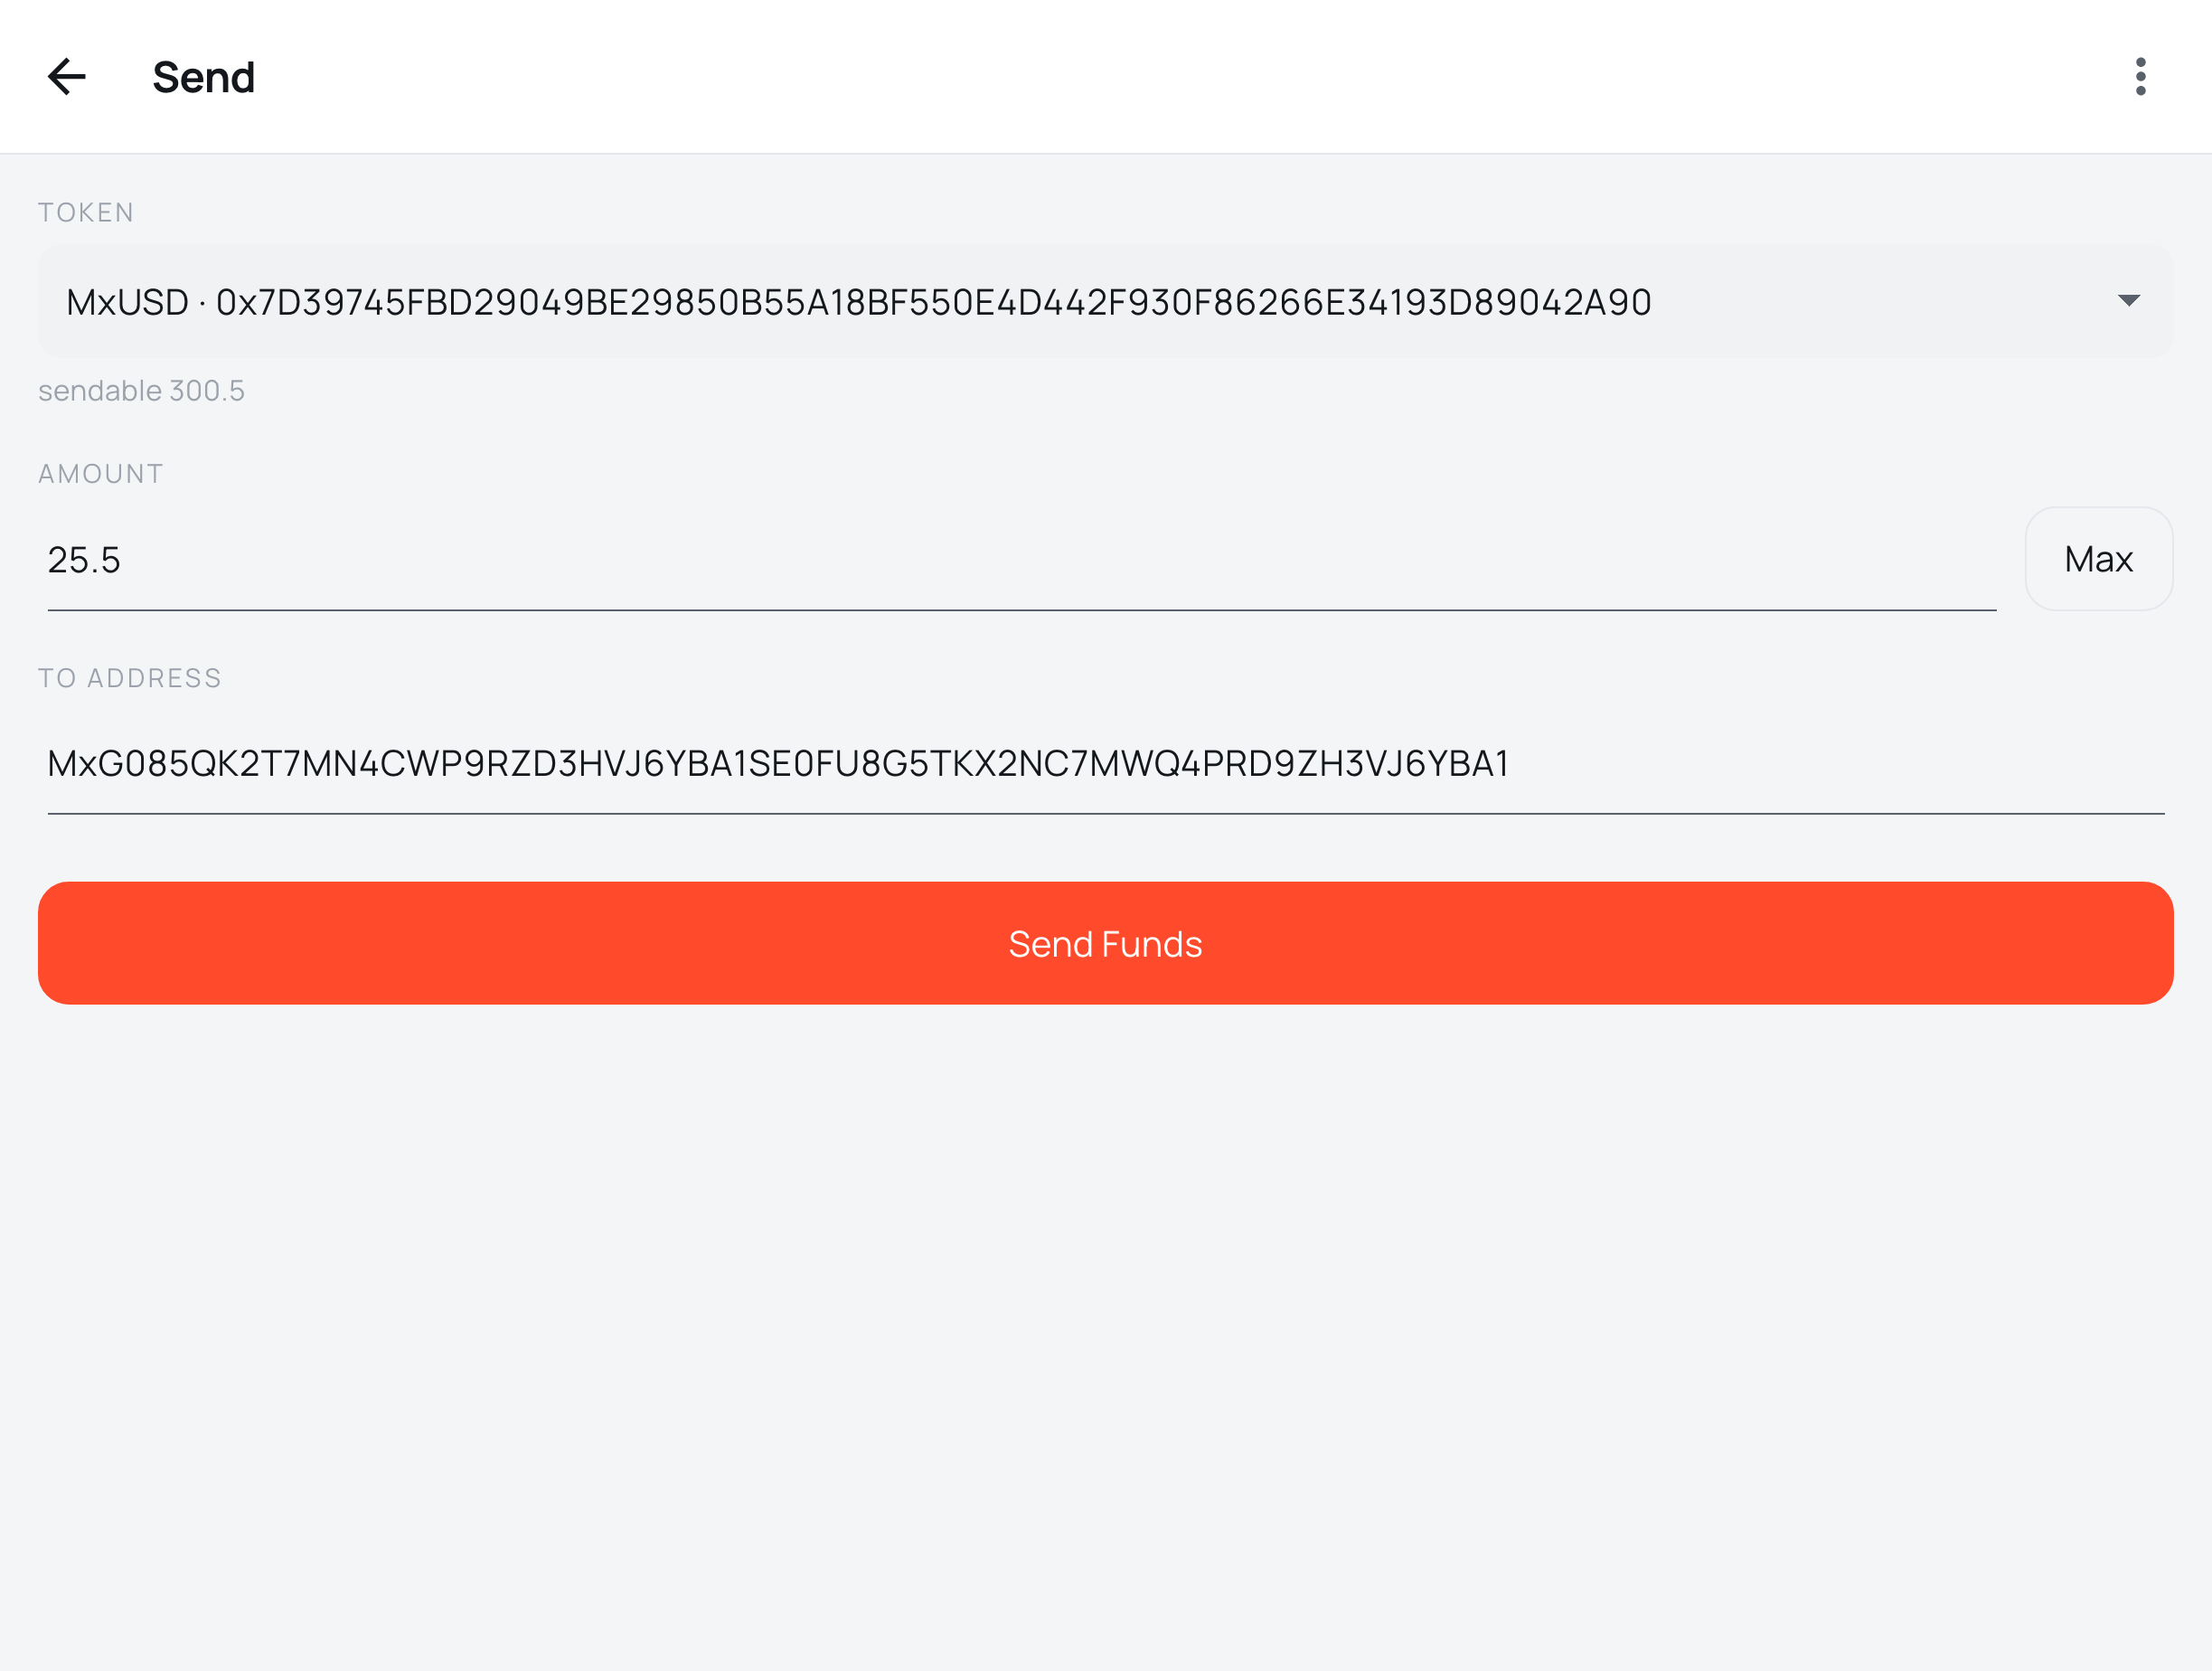 Send
TOKEN
MxUSD · 0x7D39745FBD29049BE29850B55A18BF550E4D442F930F86266E34193D89042A90
sendable 300.5
AMOUNT
25.5
Max
TO ADDRESS
MxG085QK2T7MN4CWP9RZD3HVJ6YBA1SE0FU8G5TKX2NC7MWQ4PRD9ZH3VJ6YBA1
Send Funds